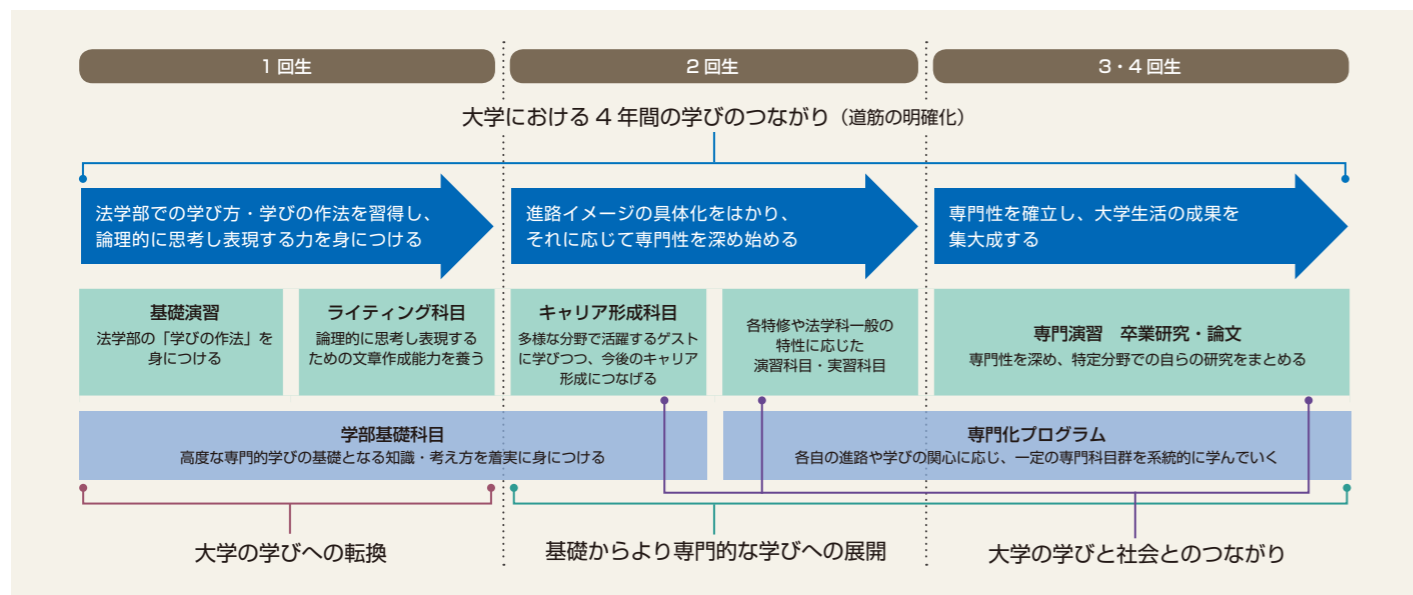 1 回生
2 回生
3・4 回生
大学における 4 年間の学びのつながり（道筋の明確化）
法学部での学び方・学びの作法を習得し、
論理的に思考し表現する力を身につける
進路イメージの具体化をはかり、
それに応じて専門性を深め始める
専門性を確立し、大学生活の成果を
集大成する
基礎演習
法学部の「学びの作法」を
身につける
ライティング科目
論理的に思考し表現する
ための文章作成能力を養う
キャリア形成科目
多様な分野で活躍するゲスト
に学びつつ、今後のキャリア
形成につなげる
各特修や法学科一般の
特性に応じた
演習科目・実習科目
専門演習　卒業研究・論文
専門性を深め、特定分野での自らの研究をまとめる
学部基礎科目
高度な専門的学びの基礎となる知識・考え方を着実に身につける
専門化プログラム
各自の進路や学びの関心に応じ、一定の専門科目群を系統的に学んでいく
大学の学びへの転換
基礎からより専門的な学びへの展開
大学の学びと社会とのつながり